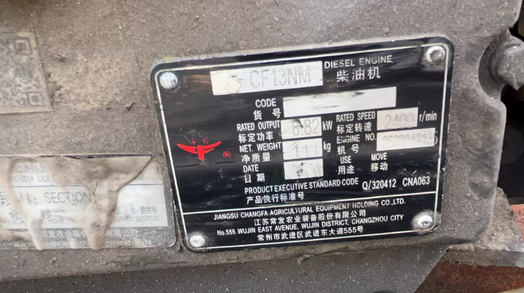 CF13NM
DIESEL ENGINE
柴油机
CODE
货号
RATED OUTPUT 8.82 kW
标定功率
RATED SPEED 2400 r/min
标定转速
NET. WEIGHT 111 kg
净质量
ENGINE NO.
机号
DATE
日期
USE MOVE
用途 移动
PRODUCT EXECUTIVE STANDARD CODE Q/320412 CNA063
产品执行标准号
JIANGSU CHANGFA AGRICULTURAL EQUIPMENT HOLDING CO.,LTD.
江苏常发农业装备股份有限公司
No.555 WUJIN EAST AVENUE, WUJIN DISTRICT, CHANGZHOU CITY
常州市武进区武进东大道555号
SECTION